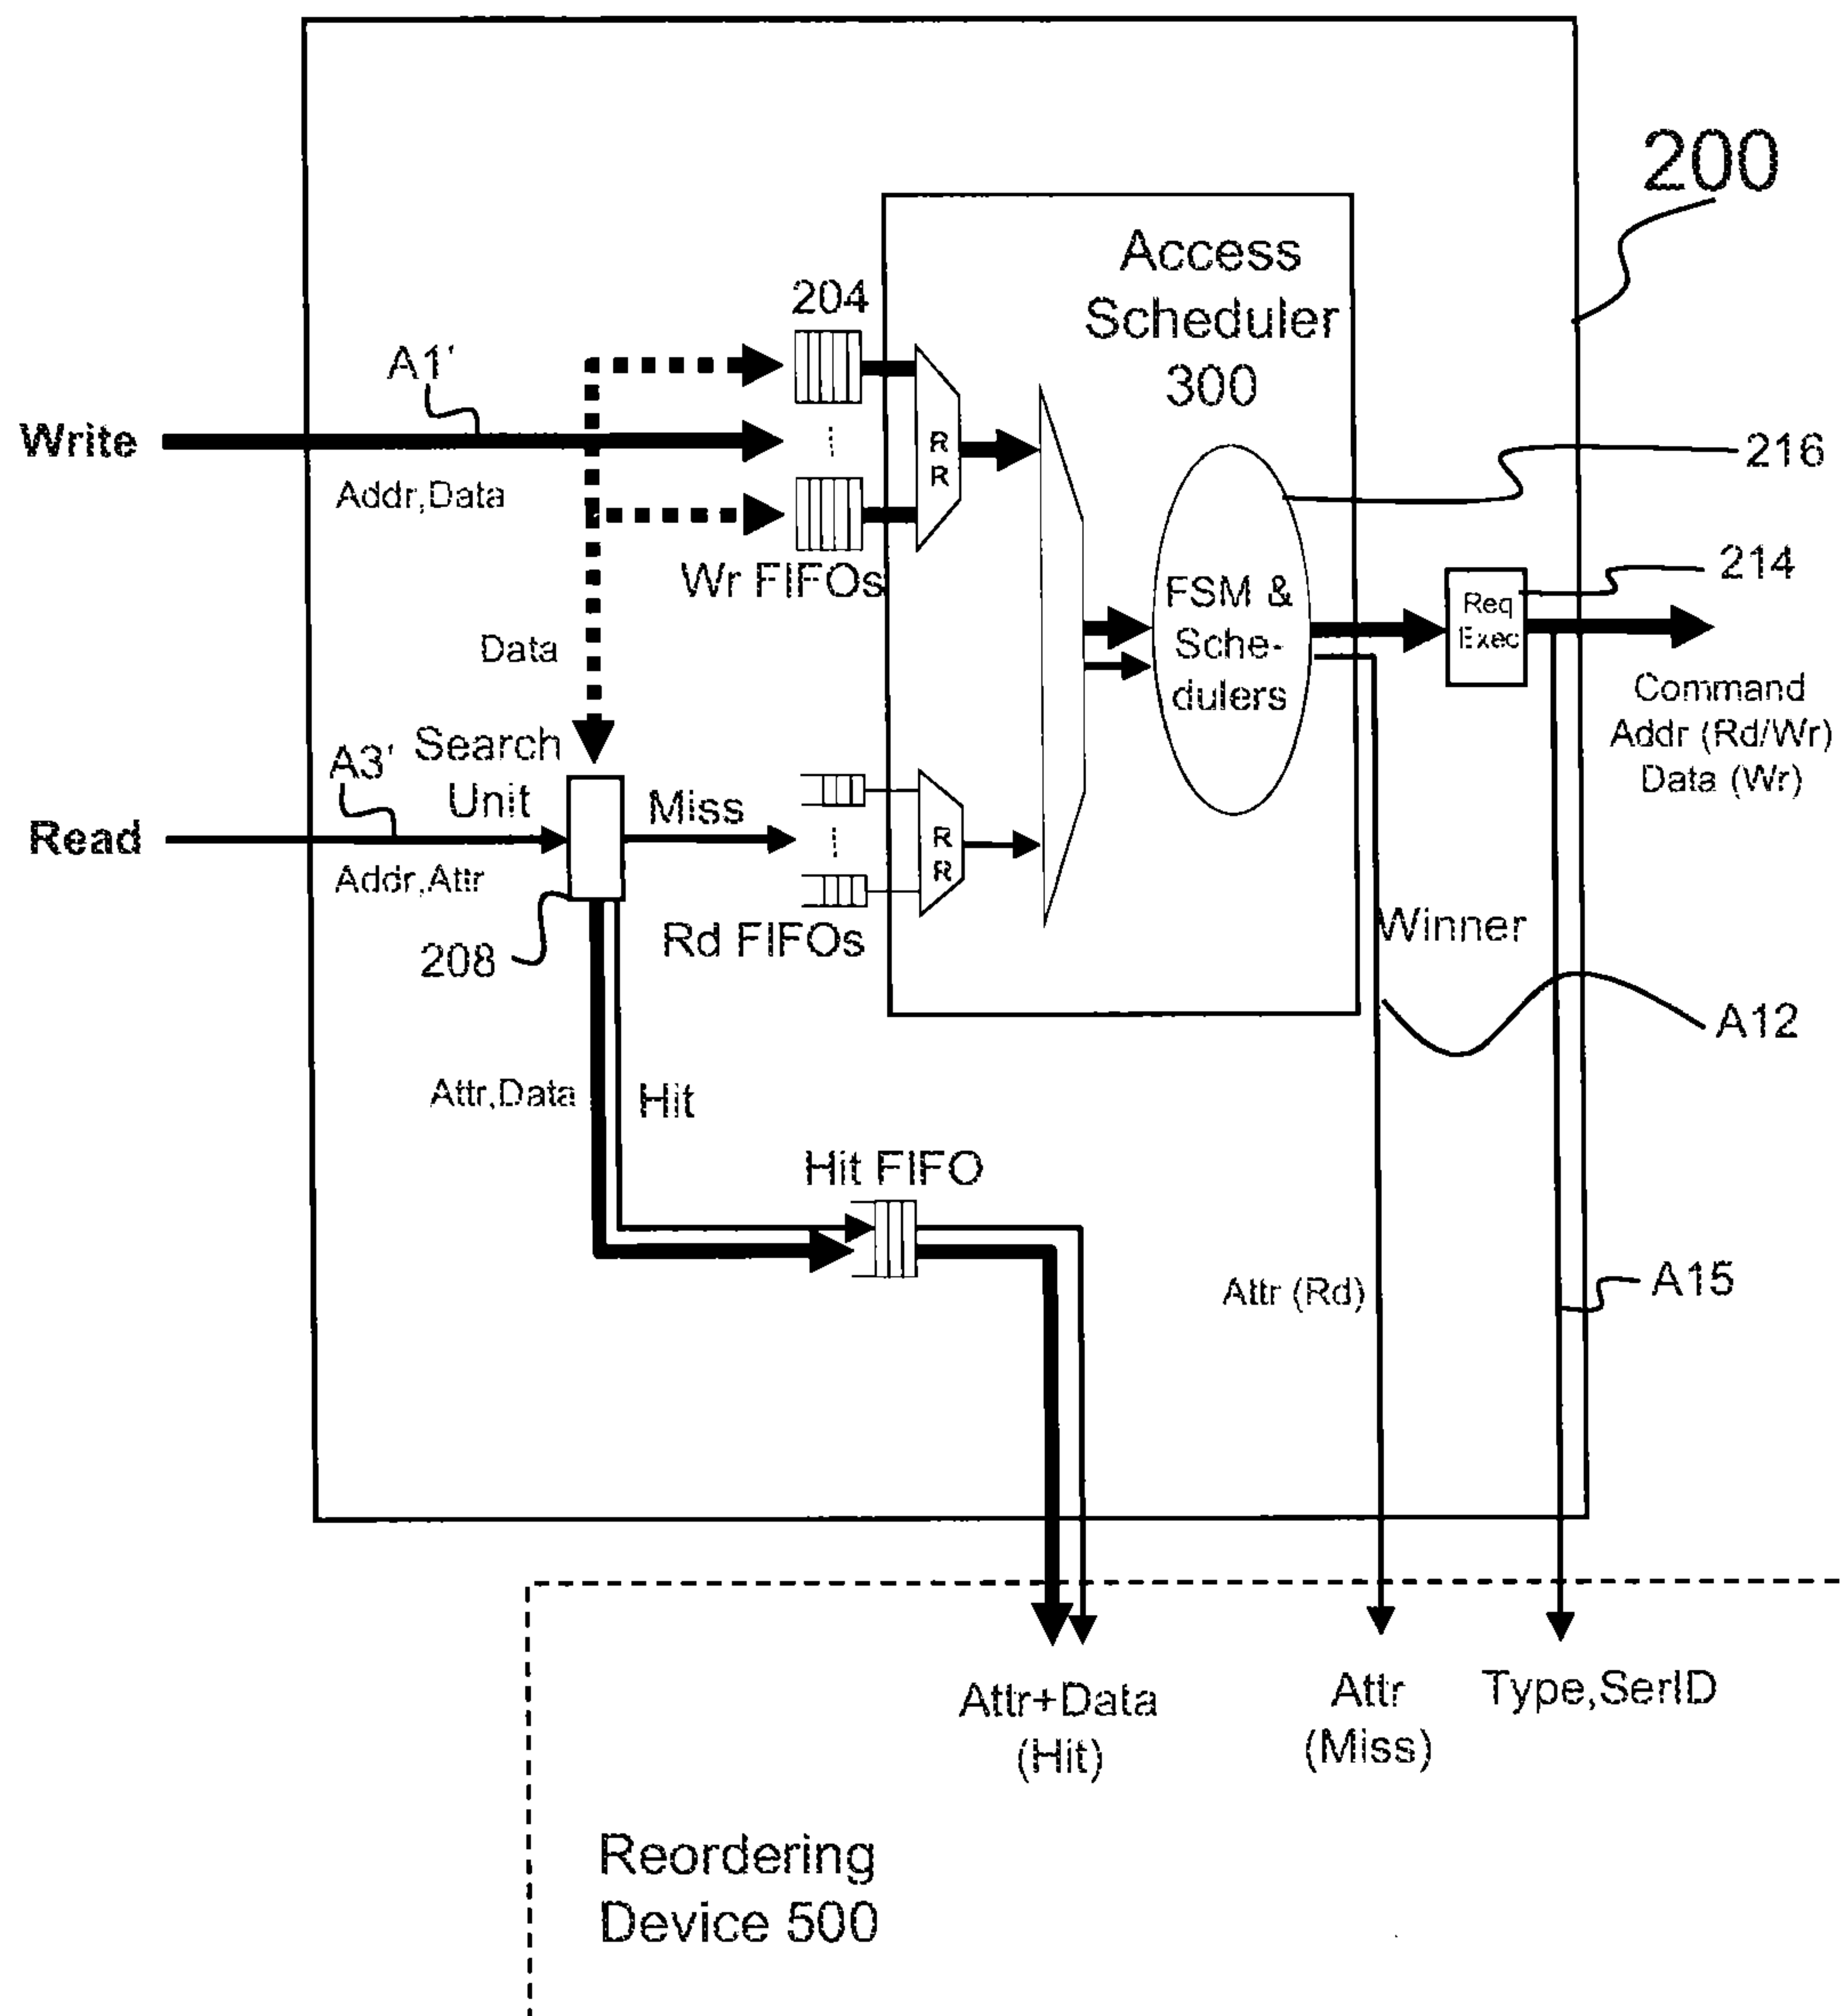 200
Access
Scheduler
300
204
A1'
Write
Addr,Data
R
R
216
Wr FIFOs
214
Req
Exec
FSM &
Sche-
dulers
Data
Command
Addr (Rd/Wr)
Data (Wr)
Search
Unit
A3'
Miss
Read
Addr,Attr
R
R
208
Rd FIFOs
Winner
A12
Attr,Data
Hit
Hit FIFO
Attr (Rd)
A15
Attr+Data
(Hit)
Attr
(Miss)
Type,SerID
Reordering
Device 500